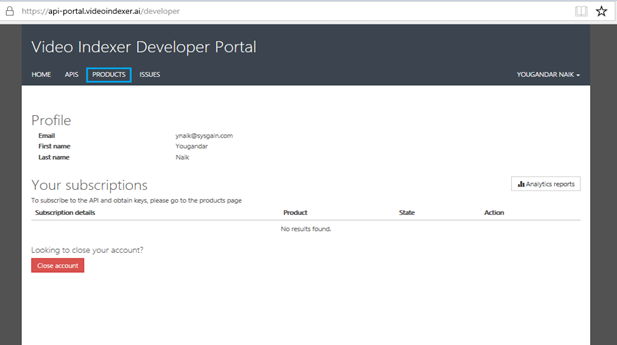 https://api-portal.videoindexer.ai/developer
Video Indexer Developer Portal
HOME APIS PRODUCTS ISSUES YOUGANDAR NAIK
Profile
Email ynaik@sysgain.com
First name Yougandar
Last name Naik
Your subscriptions Analytics reports
To subscribe to the API and obtain keys, please go to the products page
Subscription details Product State Action
No results found.
Looking to close your account?
Close account